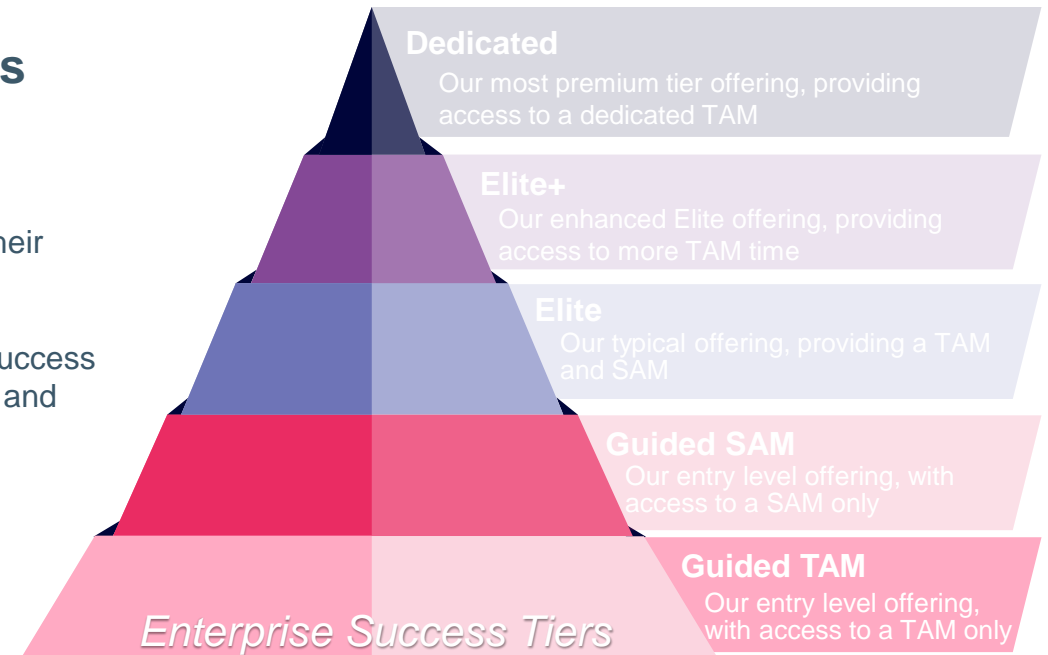 s
heir
uccess
and
Dedicated
Our most premium tier offering, providing
access to a dedicated TAM
Elite+
Our enhanced Elite offering, providing
access to more TAM time
Elite
Our typical offering, providing a TAM
and SAM
Guided SAM
Our entry level offering, with
access to a SAM only
Guided TAM
Our entry level offering,
with access to a TAM only
Enterprise Success Tiers